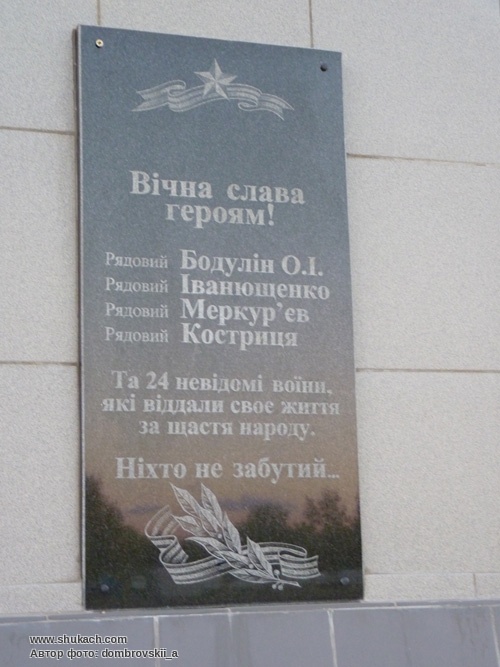 Вічна слава
героям!
Рядовий Бодулін О.І.
Рядовий Іванющенко
Рядовий Меркур’єв
Рядовий Костриця
Та 24 невідомі воїни,
які віддали своє життя
за щастя народу.
Ніхто не забутий...
www.shukach.com
Автор фото: dombrovskii_a